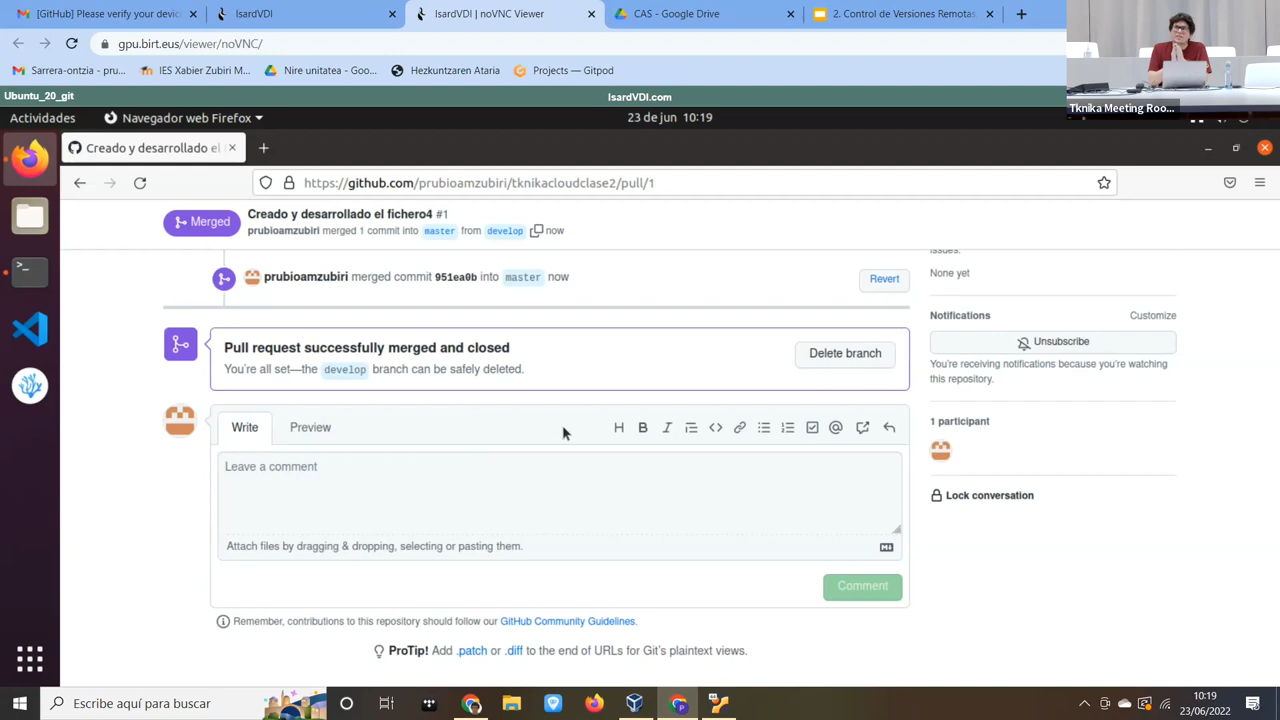 [GitHub] Please verify your device
IsardVDI
IsardVDI | noVNC Viewer
CAS - Google Drive
2. Control de Versiones Remotas
gpu.birt.eus/viewer/noVNC/
Sarrera-ontzia - pru...
IES Xabier Zubiri M...
Nire unitatea - Goo...
Hezkuntzaren Ataria
Projects — Gitpod
Ubuntu_20_git
IsardVDI.com
Tknika Meeting Roo...
Actividades
Navegador web Firefox
23 de jun 10:19
Creado y desarrollado el
https://github.com/prubioamzubiri/tknikacloudclase2/pull/1
Merged
Creado y desarrollado el fichero4 #1
prubioamzubiri merged 1 commit into master from develop now
issues.
prubioamzubiri merged commit 951ea0b into master now
Revert
None yet
Notifications
Customize
Unsubscribe
You're receiving notifications because you're watching
this repository.
1 participant
Lock conversation
Pull request successfully merged and closed
You're all set—the develop branch can be safely deleted.
Delete branch
Write
Preview
Leave a comment
Attach files by dragging & dropping, selecting or pasting them.
Comment
Remember, contributions to this repository should follow our GitHub Community Guidelines.
ProTip! Add .patch or .diff to the end of URLs for Git's plaintext views.
Escribe aquí para buscar
10:19
23/06/2022